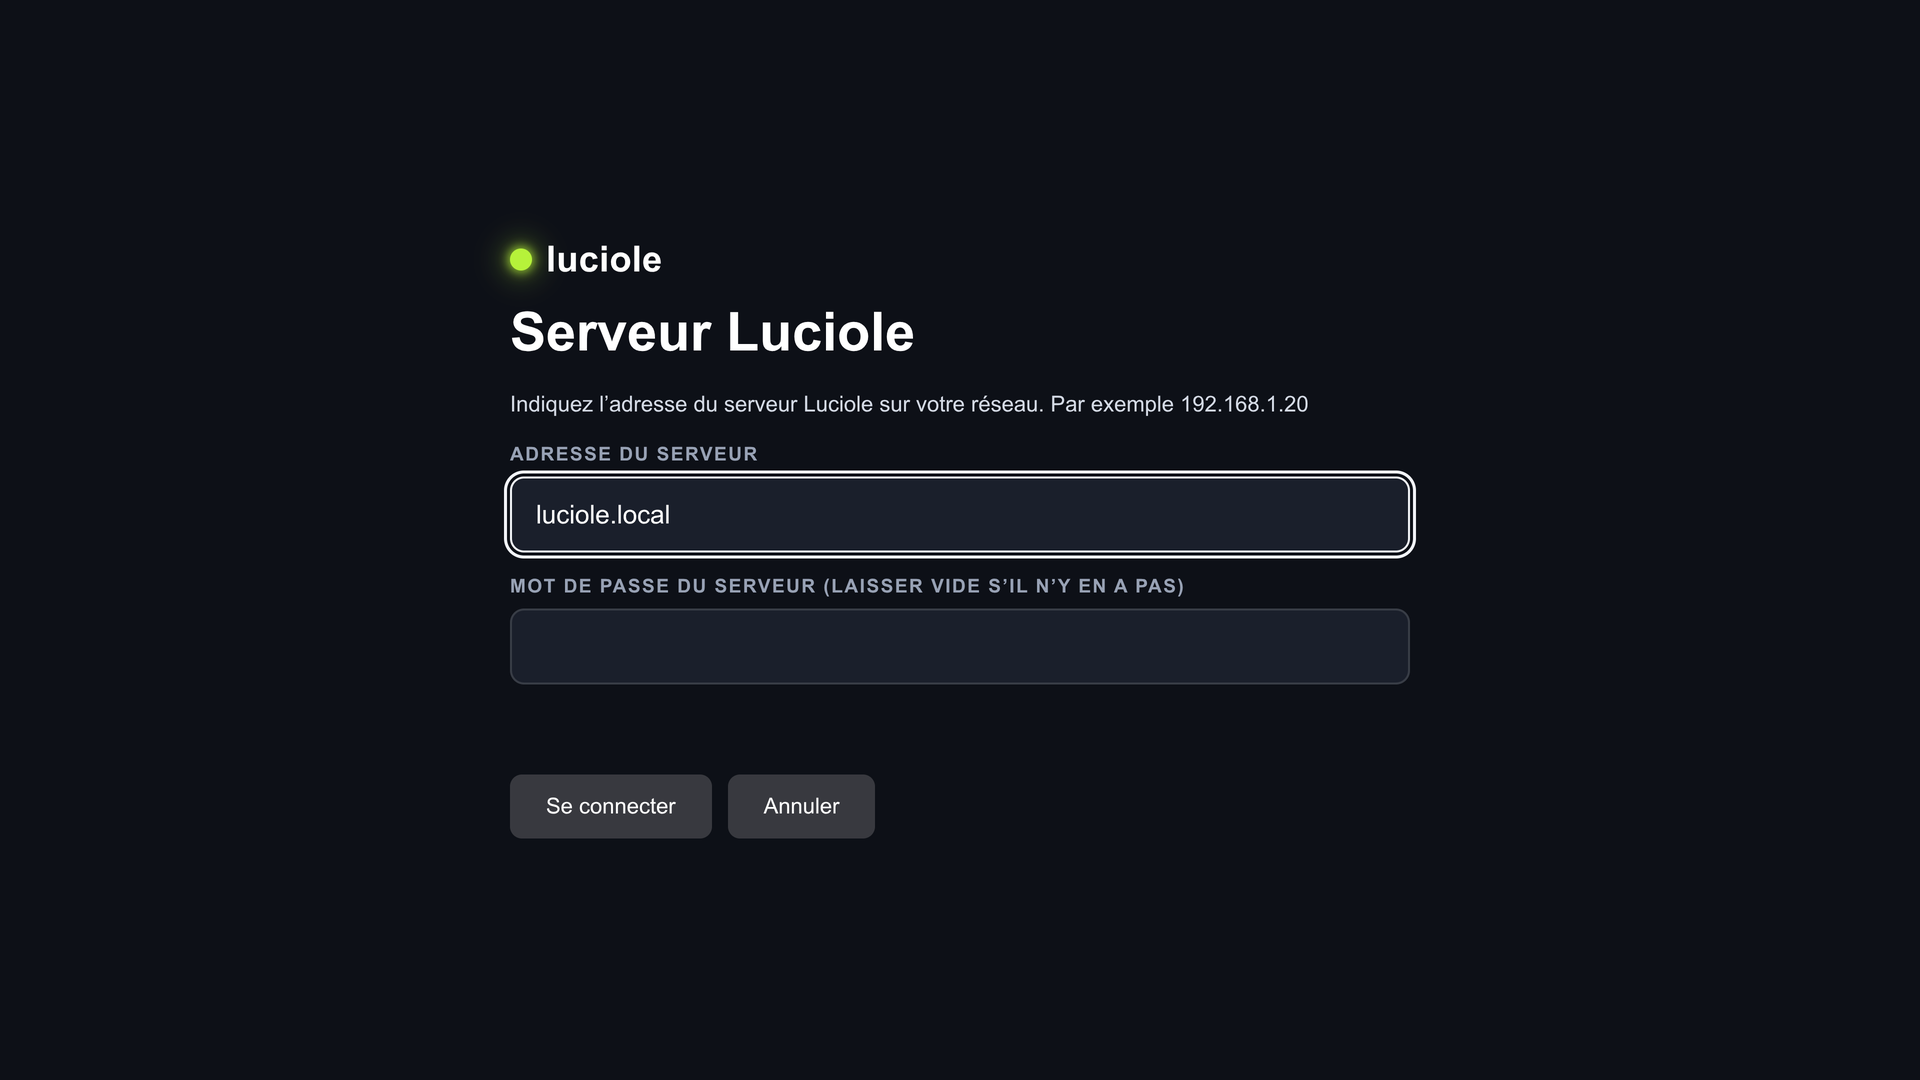 luciole
Serveur Luciole
Indiquez l’adresse du serveur Luciole sur votre réseau. Par exemple 192.168.1.20
ADRESSE DU SERVEUR
luciole.local
MOT DE PASSE DU SERVEUR (LAISSER VIDE S’IL N’Y EN A PAS)
Se connecter
Annuler